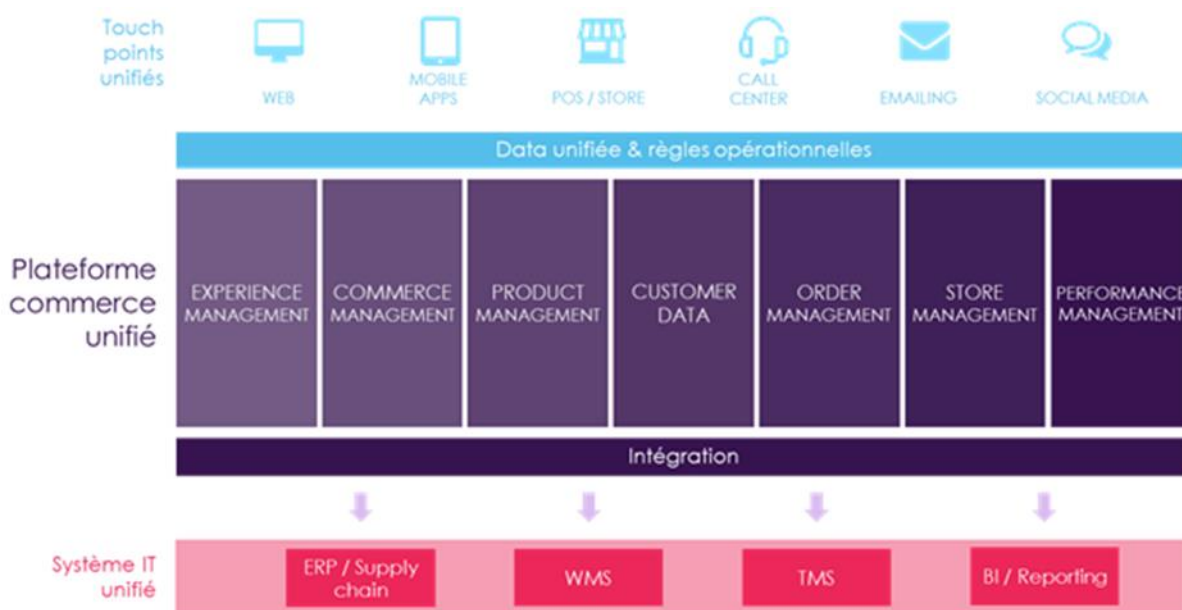 Touch
points
unifiés
WEB
MOBILE
APPS
POS / STORE
CALL
CENTER
EMAILING
SOCIAL MEDIA
Data unifiée & règles opérationnelles
Plateforme
commerce
unifié
EXPERIENCE
MANAGEMENT
COMMERCE
MANAGEMENT
PRODUCT
MANAGEMENT
CUSTOMER
DATA
ORDER
MANAGEMENT
STORE
MANAGEMENT
PERFORMANCE
MANAGEMENT
Intégration
Système IT
unifié
ERP / Supply
chain
WMS
TMS
BI / Reporting